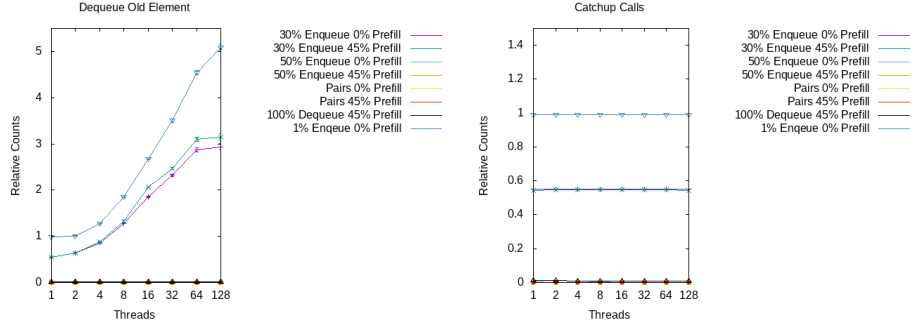 Dequeue Old Element
Relative Counts
5
4
3
2
1
0
1 2 4 8 16 32 64 128
Threads
30% Enqueue 0% Prefill
30% Enqueue 45% Prefill
50% Enqueue 0% Prefill
50% Enqueue 45% Prefill
Pairs 0% Prefill
Pairs 45% Prefill
100% Dequeue 45% Prefill
1% Enqeue 0% Prefill
Catchup Calls
Relative Counts
1.4
1.2
1
0.8
0.6
0.4
0.2
0
1 2 4 8 16 32 64 128
Threads
30% Enqueue 0% Prefill
30% Enqueue 45% Prefill
50% Enqueue 0% Prefill
50% Enqueue 45% Prefill
Pairs 0% Prefill
Pairs 45% Prefill
100% Dequeue 45% Prefill
1% Enqeue 0% Prefill